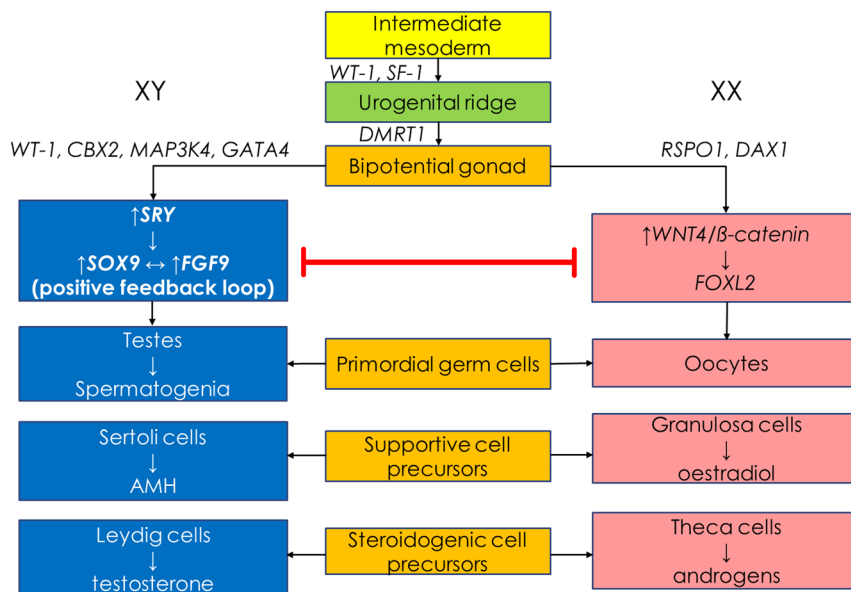 Intermediate
mesoderm
WT-1, SF-1
XY
XX
Urogenital ridge
DMRT1
WT-1, CBX2, MAP3K4, GATA4
RSPO1, DAX1
Bipotential gonad
↑SRY
↓
↑SOX9 ↔ ↑FGF9
(positive feedback loop)
↑WNT4/ß-catenin
↓
FOXL2
Testes
↓
Spermatogenia
Primordial germ cells
Oocytes
Sertoli cells
↓
AMH
Supportive cell
precursors
Granulosa cells
↓
oestradiol
Leydig cells
↓
testosterone
Steroidogenic cell
precursors
Theca cells
↓
androgens